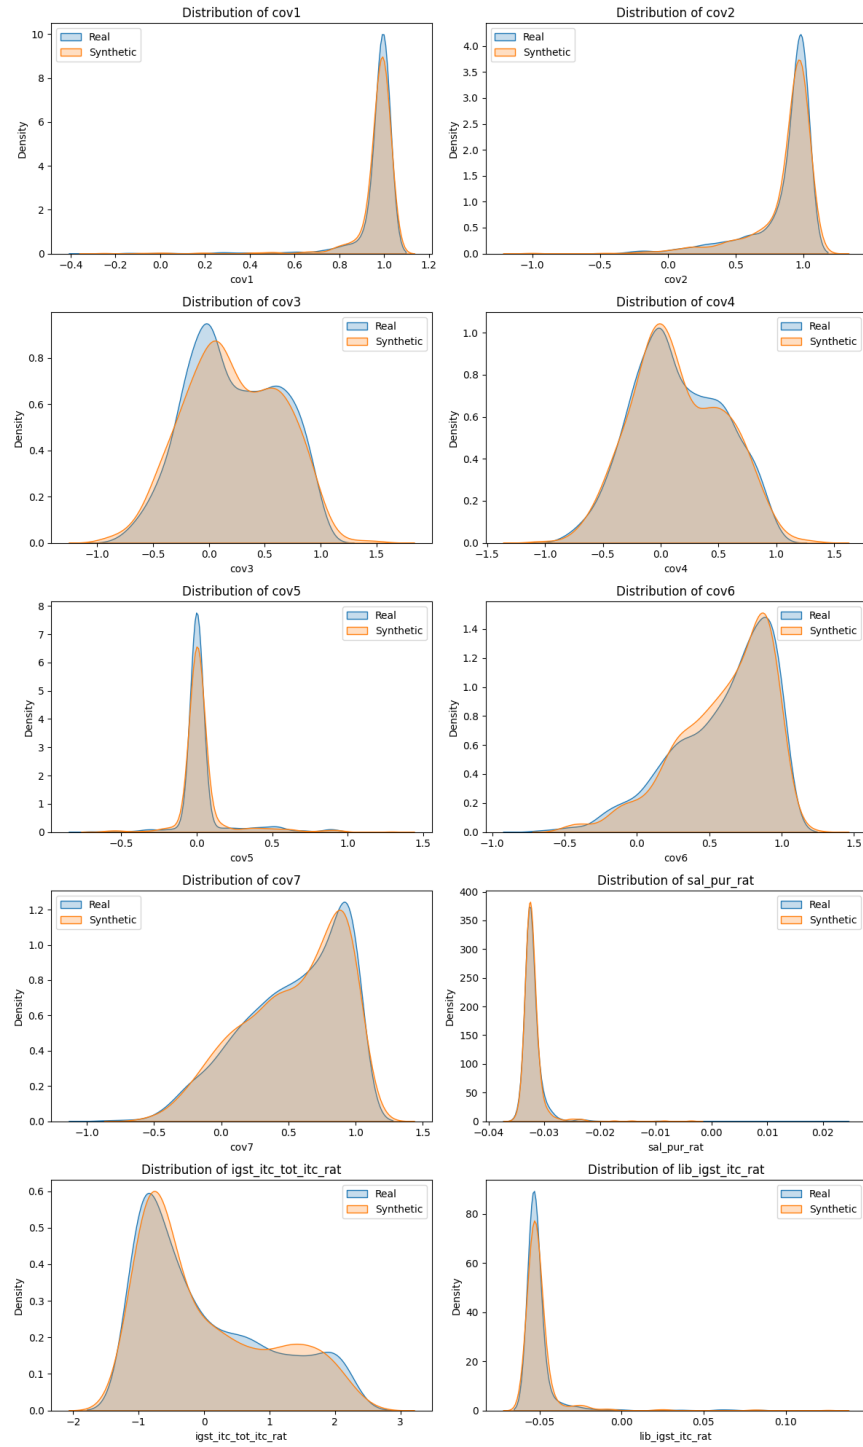 Distribution of cov1
Real
Synthetic
Density
10
8
6
4
2
0
−0.4 −0.2 0.0 0.2 0.4 0.6 0.8 1.0 1.2
cov1
Distribution of cov2
Real
Synthetic
Density
4.0
3.5
3.0
2.5
2.0
1.5
1.0
0.5
0.0
−1.0 −0.5 0.0 0.5 1.0
cov2
Distribution of cov3
Real
Synthetic
Density
0.8
0.6
0.4
0.2
0.0
−1.0 −0.5 0.0 0.5 1.0 1.5
cov3
Distribution of cov4
Real
Synthetic
Density
1.0
0.8
0.6
0.4
0.2
0.0
−1.5 −1.0 −0.5 0.0 0.5 1.0 1.5
cov4
Distribution of cov5
Real
Synthetic
Density
8
7
6
5
4
3
2
1
0
−0.5 0.0 0.5 1.0 1.5
cov5
Distribution of cov6
Real
Synthetic
Density
1.4
1.2
1.0
0.8
0.6
0.4
0.2
0.0
−1.0 −0.5 0.0 0.5 1.0 1.5
cov6
Distribution of cov7
Real
Synthetic
Density
1.2
1.0
0.8
0.6
0.4
0.2
0.0
−1.0 −0.5 0.0 0.5 1.0 1.5
cov7
Distribution of sal_pur_rat
Real
Synthetic
Density
400
350
300
250
200
150
100
50
0
−0.04 −0.03 −0.02 −0.01 0.00 0.01 0.02
sal_pur_rat
Distribution of igst_itc_tot_itc_rat
Real
Synthetic
Density
0.6
0.5
0.4
0.3
0.2
0.1
0.0
−2 −1 0 1 2 3
igst_itc_tot_itc_rat
Distribution of lib_igst_itc_rat
Real
Synthetic
Density
80
60
40
20
0
−0.05 0.00 0.05 0.10
lib_igst_itc_rat